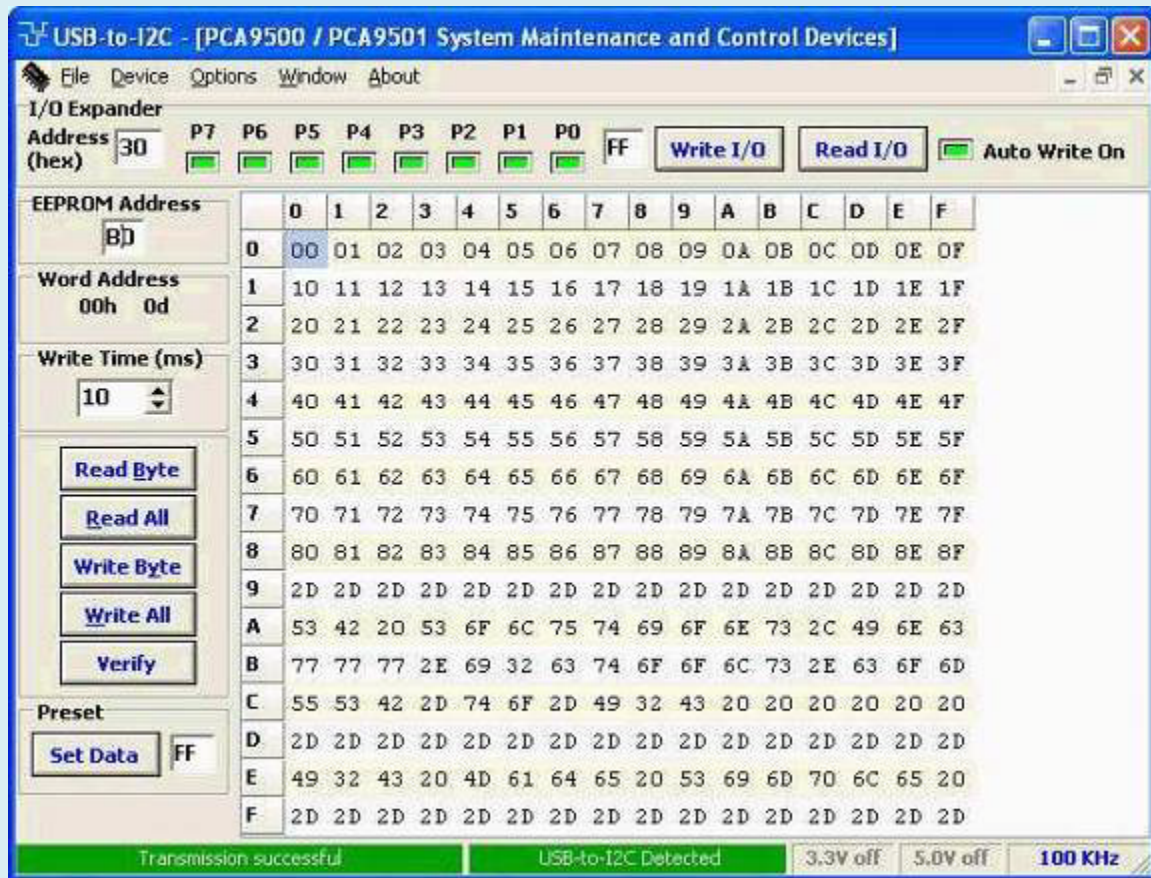 USB-to-I2C - [PCA9500 / PCA9501 System Maintenance and Control Devices]
File Device Options Window About
I/O Expander
Address (hex) 30 P7 P6 P5 P4 P3 P2 P1 P0 FF Write I/O Read I/O Auto Write On
EEPROM Address
Word Address
00h 0d
Write Time (ms)
10
Read Byte
Read All
Write Byte
Write All
Verify
Preset
Set Data FF
0 1 2 3 4 5 6 7 8 9 A B C D E F
0 00 01 02 03 04 05 06 07 08 09 0A 0B 0C 0D 0E 0F
1 10 11 12 13 14 15 16 17 18 19 1A 1B 1C 1D 1E 1F
2 20 21 22 23 24 25 26 27 28 29 2A 2B 2C 2D 2E 2F
3 30 31 32 33 34 35 36 37 38 39 3A 3B 3C 3D 3E 3F
4 40 41 42 43 44 45 46 47 48 49 4A 4B 4C 4D 4E 4F
5 50 51 52 53 54 55 56 57 58 59 5A 5B 5C 5D 5E 5F
6 60 61 62 63 64 65 66 67 68 69 6A 6B 6C 6D 6E 6F
7 70 71 72 73 74 75 76 77 78 79 7A 7B 7C 7D 7E 7F
8 80 81 82 83 84 85 86 87 88 89 8A 8B 8C 8D 8E 8F
9 2D 2D 2D 2D 2D 2D 2D 2D 2D 2D 2D 2D 2D 2D 2D 2D
A 53 42 20 53 6F 6C 75 74 69 6F 6E 73 2C 49 6E 63
B 77 77 77 2E 69 32 63 74 6F 6F 6C 73 2E 63 6F 6D
C 55 53 42 2D 74 6F 2D 49 32 43 20 20 20 20 20 20
D 2D 2D 2D 2D 2D 2D 2D 2D 2D 2D 2D 2D 2D 2D 2D 2D
E 49 32 43 20 4D 61 64 65 20 53 69 6D 70 6C 65 20
F 2D 2D 2D 2D 2D 2D 2D 2D 2D 2D 2D 2D 2D 2D 2D 2D
Transmission successful USB-to-I2C Detected 3.3V off 5.0V off 100 KHz